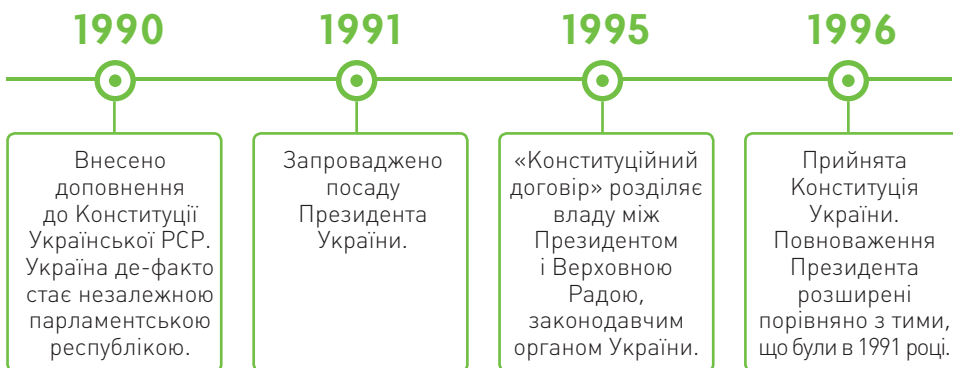 1990
1991
1995
1996
Внесено
доповнення
до Конституції
Української РСР.
Україна де-факто
стає незалежною
парламентською
республікою.
Запроваджено
посаду
Президента
України.
«Конституційний
договір» розділяє
владу між
Президентом
і Верховною
Радою,
законодавчим
органом України.
Прийнята
Конституція
України.
Повноваження
Президента
розширені
порівняно з тими,
що були в 1991 році.